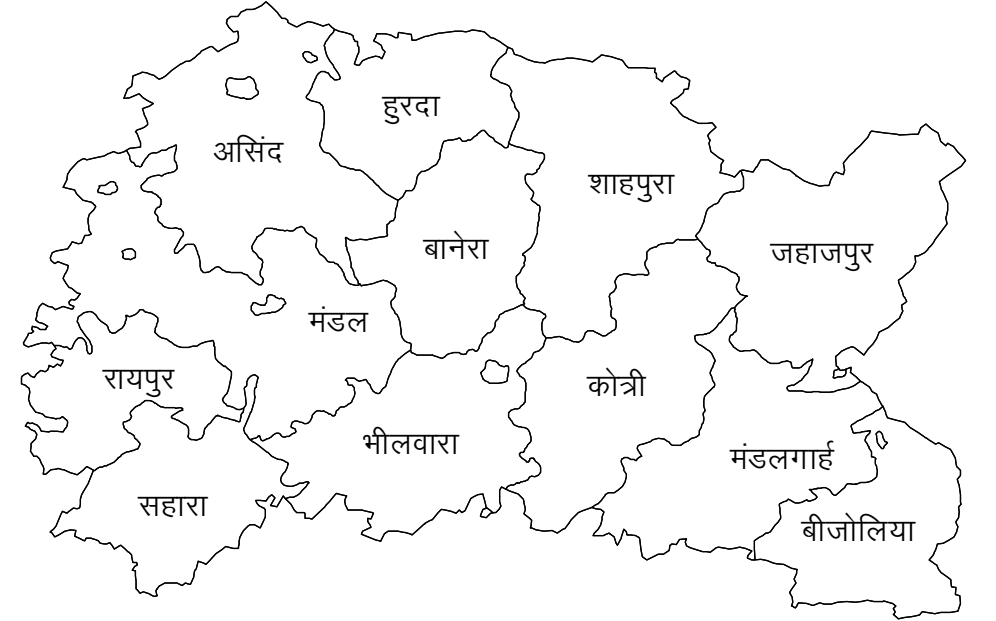 हुरदा
असिंद
शाहपुरा
बानेरा
जहाजपुर
मंडल
रायपुर
कोत्री
भीलवारा
मंडलगार्ह
सहारा
बीजोलिया